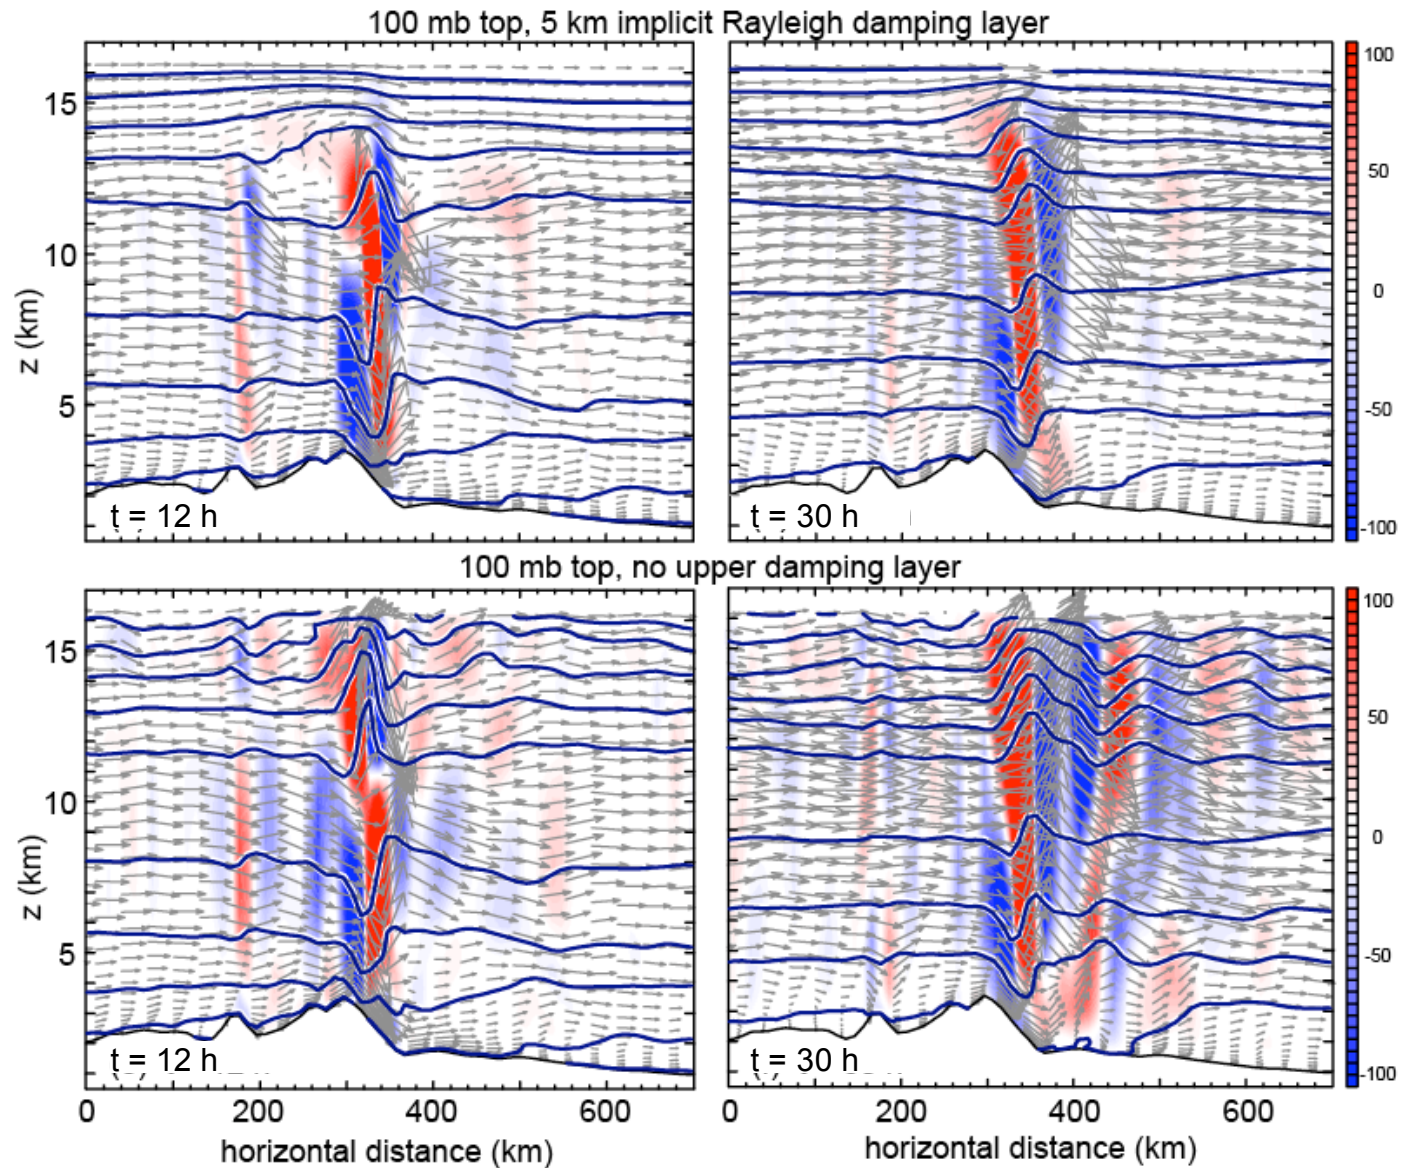 100 mb top, 5 km implicit Rayleigh damping layer
15
10
5
z (km)
t = 12 h
t = 30 h
100
50
0
-50
-100
100 mb top, no upper damping layer
15
10
5
z (km)
t = 12 h
t = 30 h
100
50
0
-50
-100
0 200 400 600
0 200 400 600
horizontal distance (km)
horizontal distance (km)